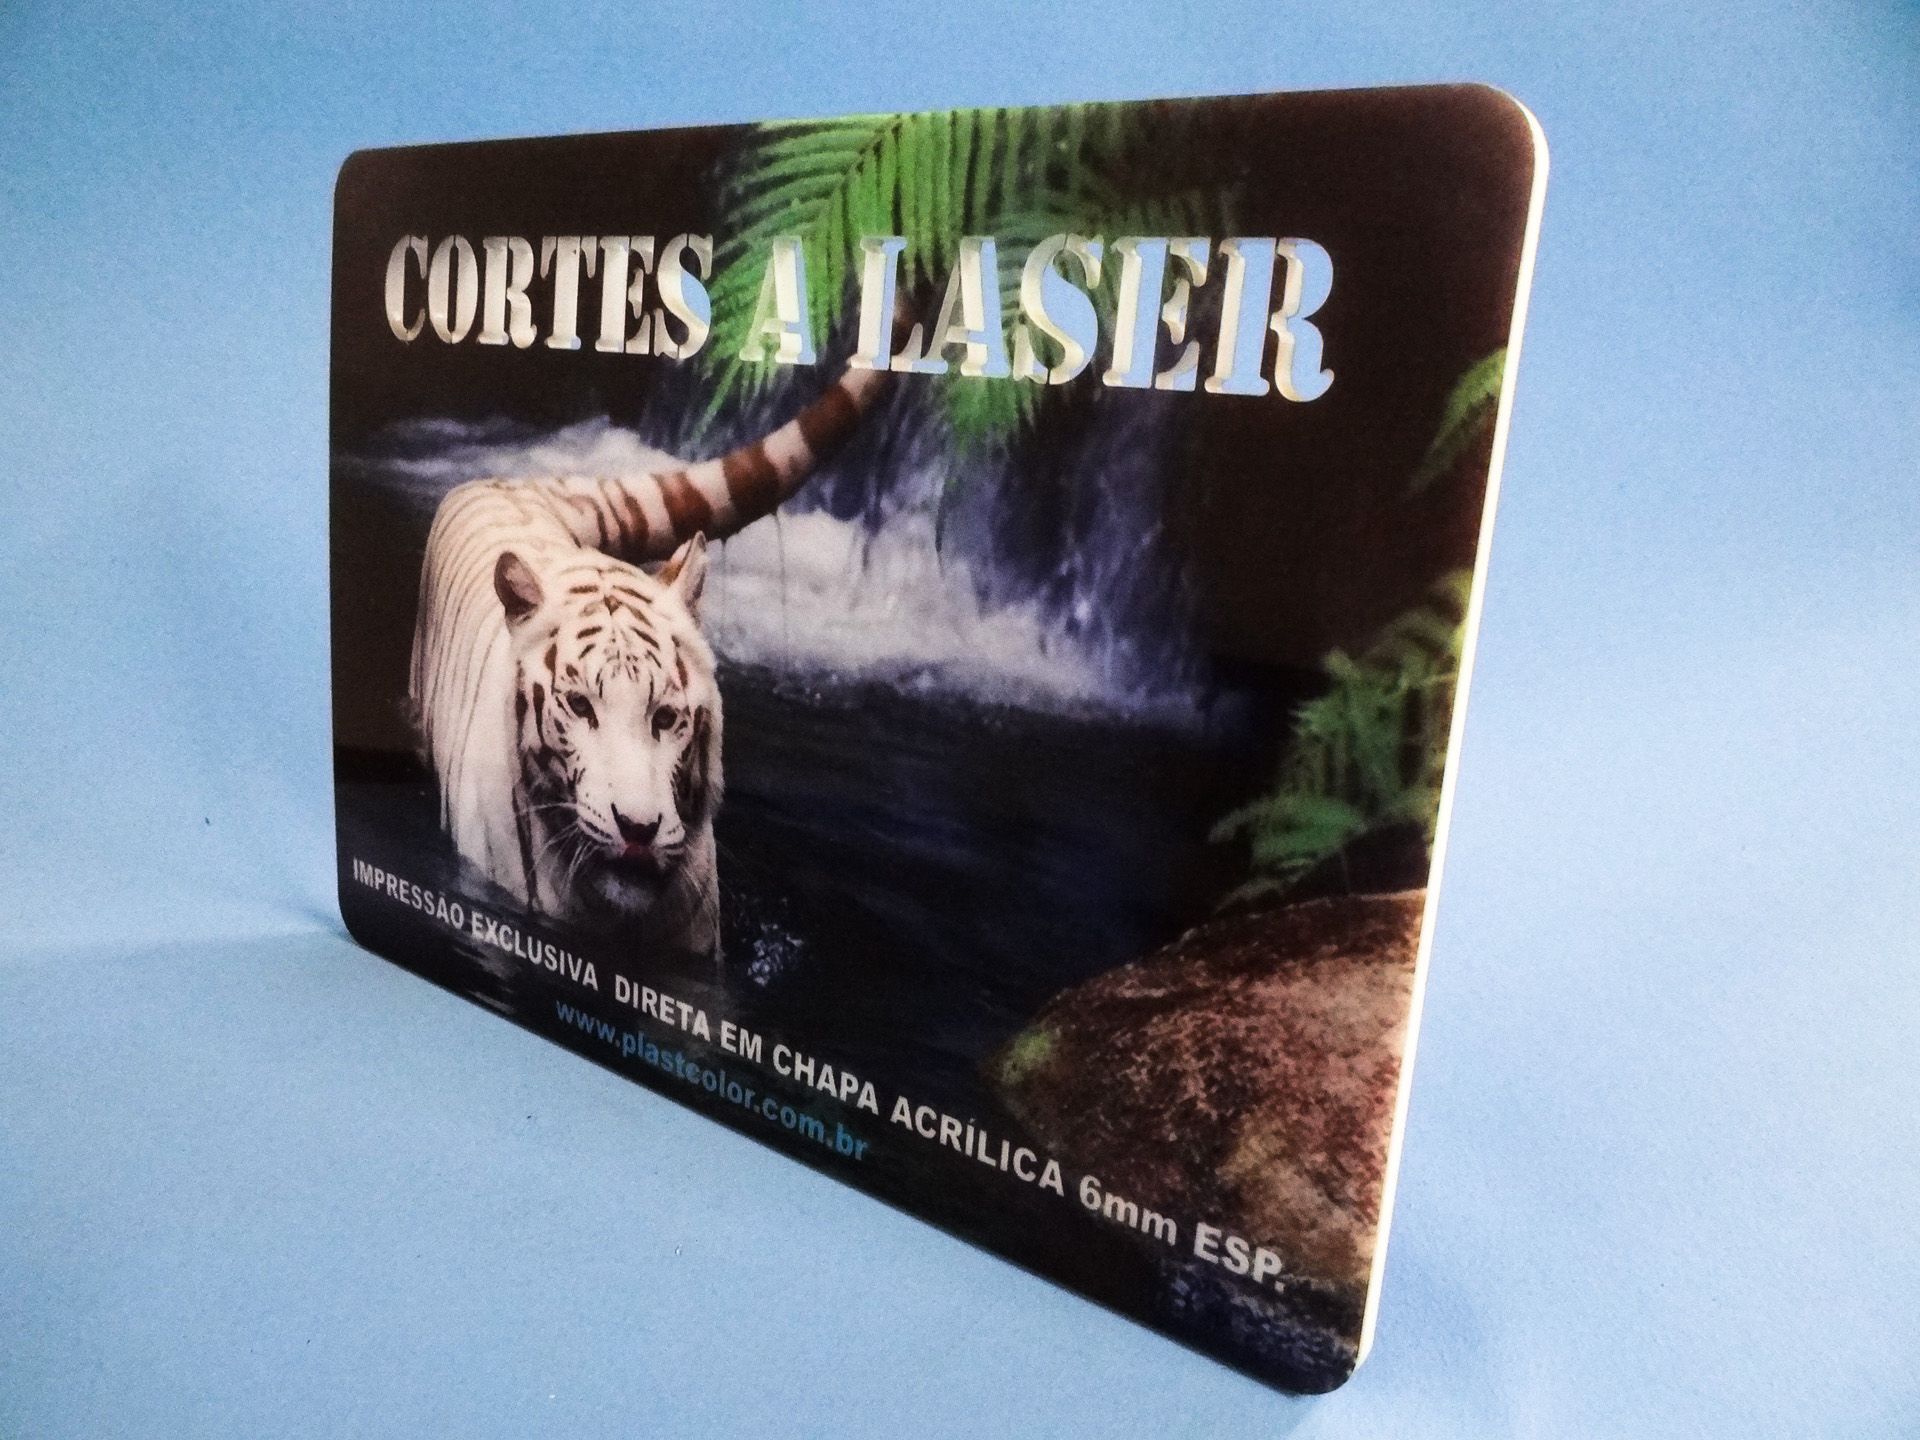 CORTES A LASER
IMPRESSÃO EXCLUSIVA DIRETA EM CHAPA ACRÍLICA 6mm ESP.
www.plastcolor.com.br